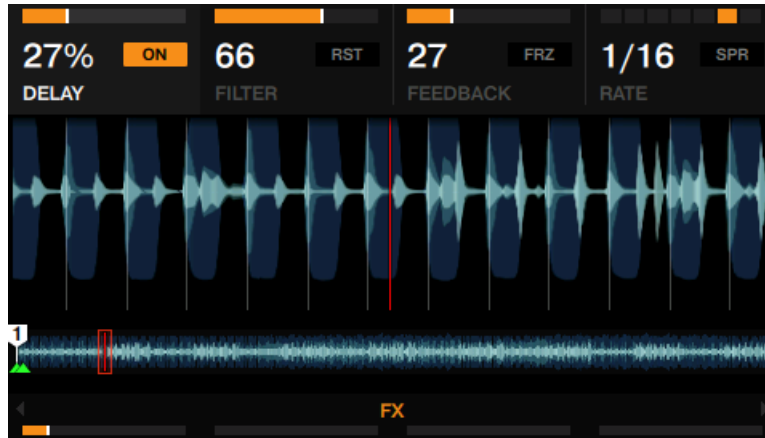 27% ON 66 RST 27 FRZ 1/16 SPR
DELAY FILTER FEEDBACK RATE
1
FX